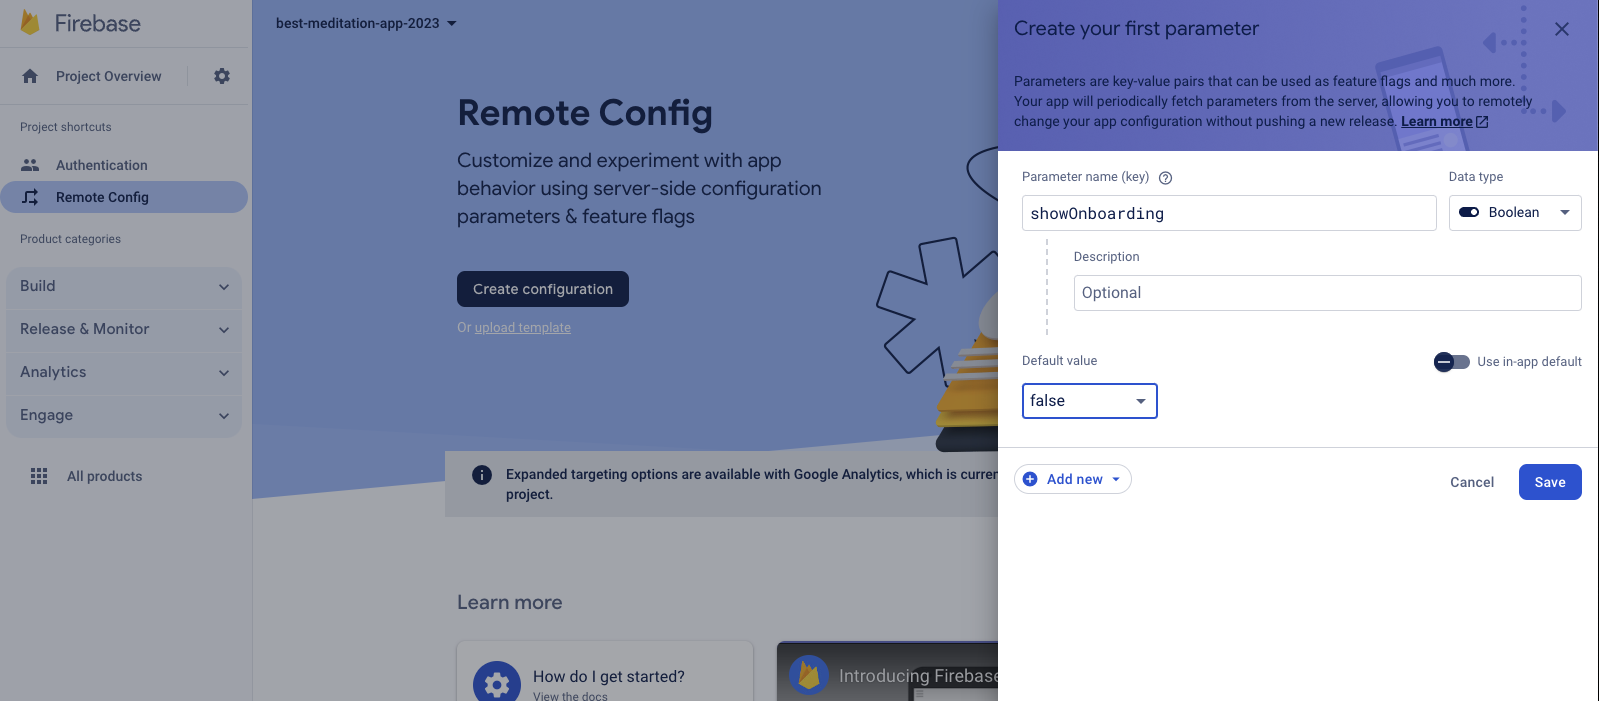 Firebase
best-meditation-app-2023
Project Overview
Project shortcuts
Authentication
Remote Config
Product categories
Build
Release & Monitor
Analytics
Engage
All products
Remote Config
Customize and experiment with app
behavior using server-side configuration
parameters & feature flags
Create configuration
Or upload template
Expanded targeting options are available with Google Analytics, which is
project.
Learn more
How do I get started?
View the docs
Introducing Firebase
Create your first parameter
Parameters are key-value pairs that can be used as feature flags and much more.
Your app will periodically fetch parameters from the server, allowing you to remotely
change your app configuration without pushing a new release. Learn more
Parameter name (key)
Data type
showOnboarding
Boolean
Description
Optional
Default value
Use in-app default
false
Add new
Cancel
Save